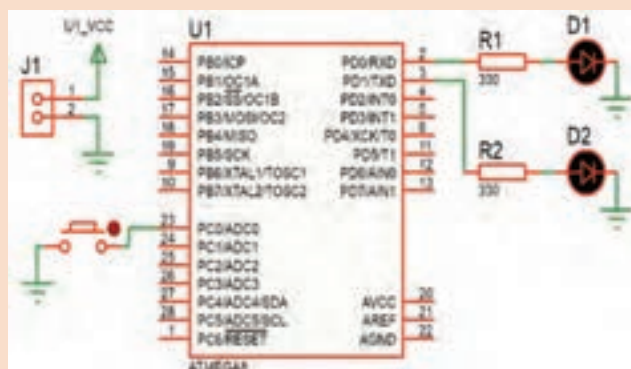 U1
U1_VCC
J1
1
2
14 PB0/ICP
15 PB1/OC1A
16 PB2/SS/OC1B
17 PB3/MOSI/OC2
18 PB4/MISO
19 PB5/SCK
9 PB6/XTAL1/TOSC1
10 PB7/XTAL2/TOSC2
23 PC0/ADC0
24 PC1/ADC1
25 PC2/ADC2
26 PC3/ADC3
27 PC4/ADC4/SDA
28 PC5/ADC5/SCL
1 PC6/RESET
PD0/RXD 2
PD1/TXD 3
PD2/INT0 4
PD3/INT1 5
PD4/XCK/T0 6
PD5/T1 11
PD6/AIN0 12
PD7/AIN1 13
AVCC 20
AREF 21
AGND 22
ATMEGA8
R1
330
D1
R2
330
D2